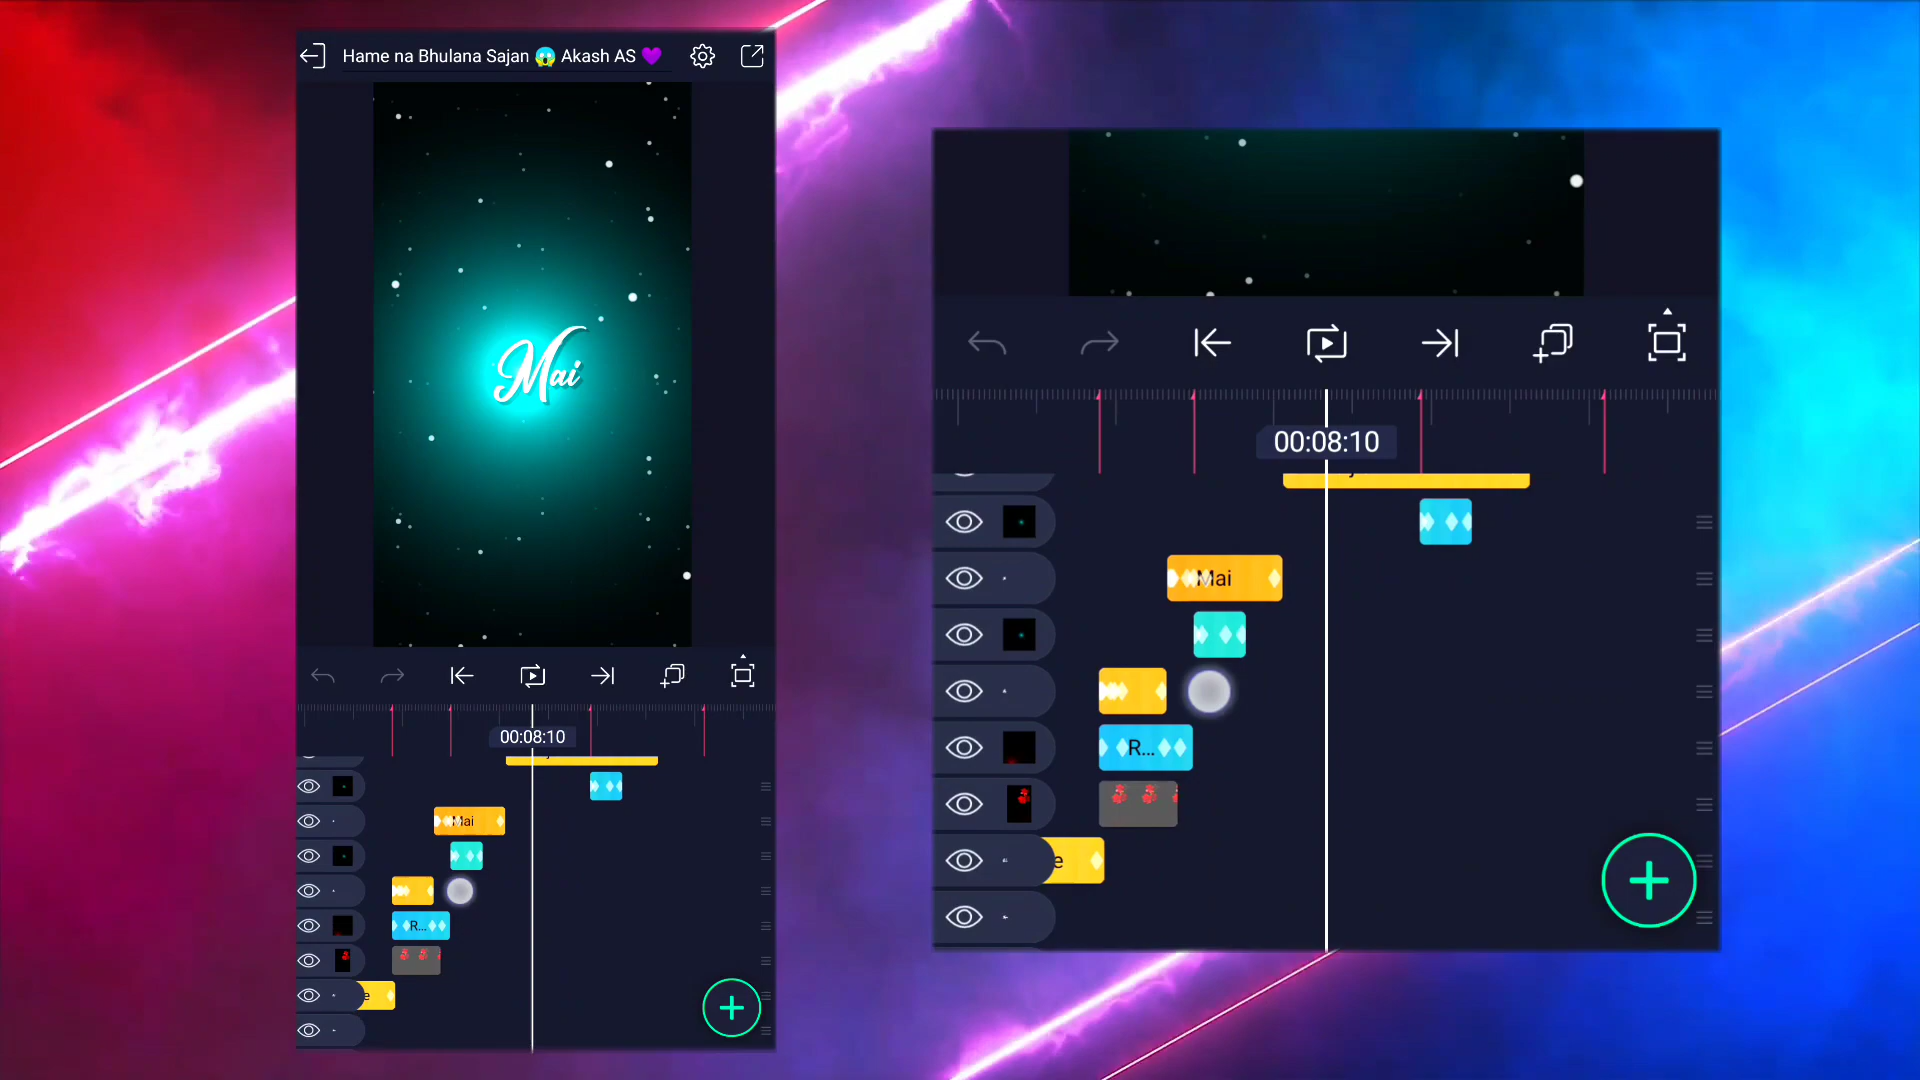 Hame na Bhulana Sajan 😱 Akash AS 💜
Mai
00:08:10
Mai
R...
e
00:08:10
Mai
R...
e